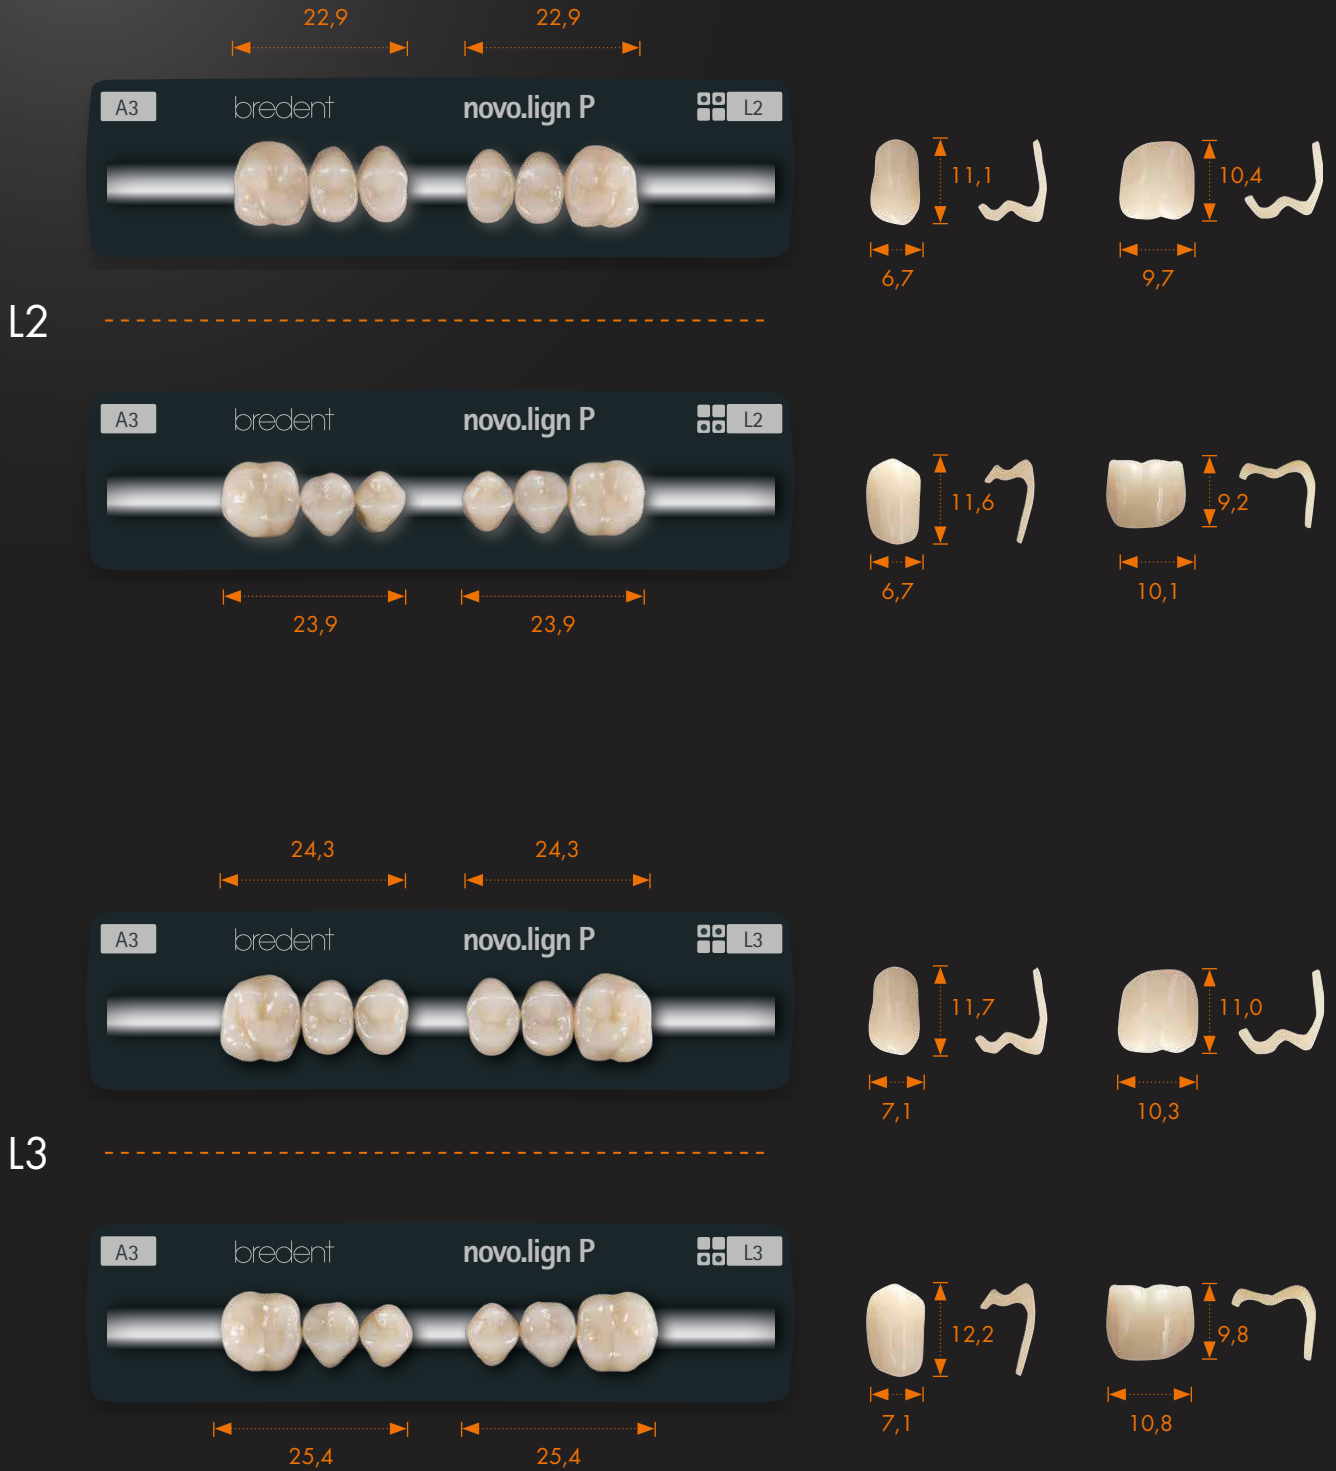 22,9 22,9
A3 bredent novo.lign P L2
11,1 10,4
6,7 9,7
L2
A3 bredent novo.lign P L2
11,6 9,2
6,7 10,1
23,9 23,9
24,3 24,3
A3 bredent novo.lign P L3
11,7 11,0
7,1 10,3
L3
A3 bredent novo.lign P L3
12,2 9,8
7,1 10,8
25,4 25,4